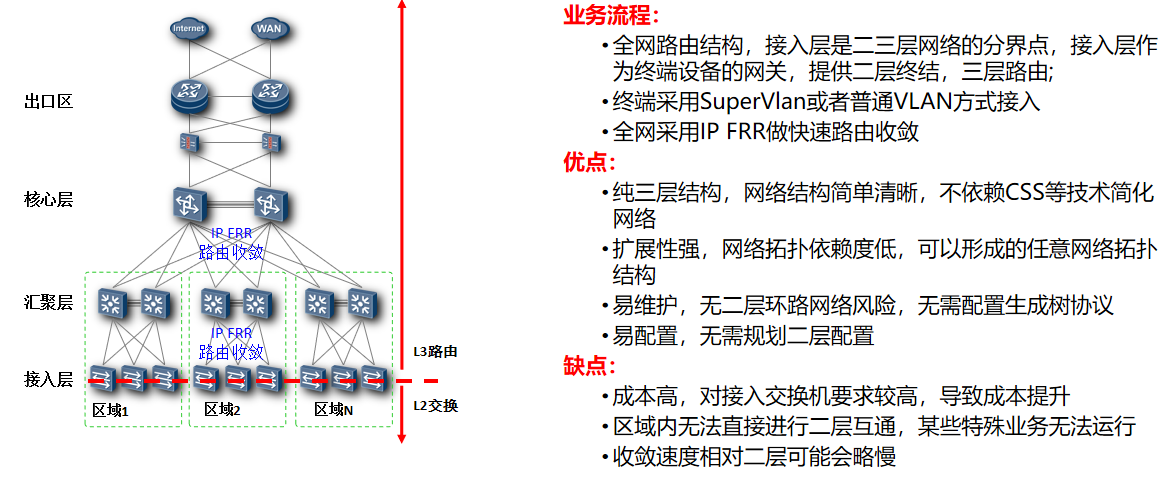 Internet
WAN
出口区
核心层
IP FRR
路由收敛
汇聚层
IP FRR
路由收敛
L3路由
接入层
L2交换
区域1
区域2
区域N
业务流程：
•全网路由结构，接入层是二三层网络的分界点，接入层作
为终端设备的网关，提供二层终结，三层路由;
•终端采用SuperVlan或者普通VLAN方式接入
•全网采用IP FRR做快速路由收敛
优点：
•纯三层结构，网络结构简单清晰，不依赖CSS等技术简化
网络
•扩展性强，网络拓扑依赖度低，可以形成的任意网络拓扑
结构
•易维护，无二层环路网络风险，无需配置生成树协议
•易配置，无需规划二层配置
缺点：
•成本高，对接入交换机要求较高，导致成本提升
•区域内无法直接进行二层互通，某些特殊业务无法运行
•收敛速度相对二层可能会略慢